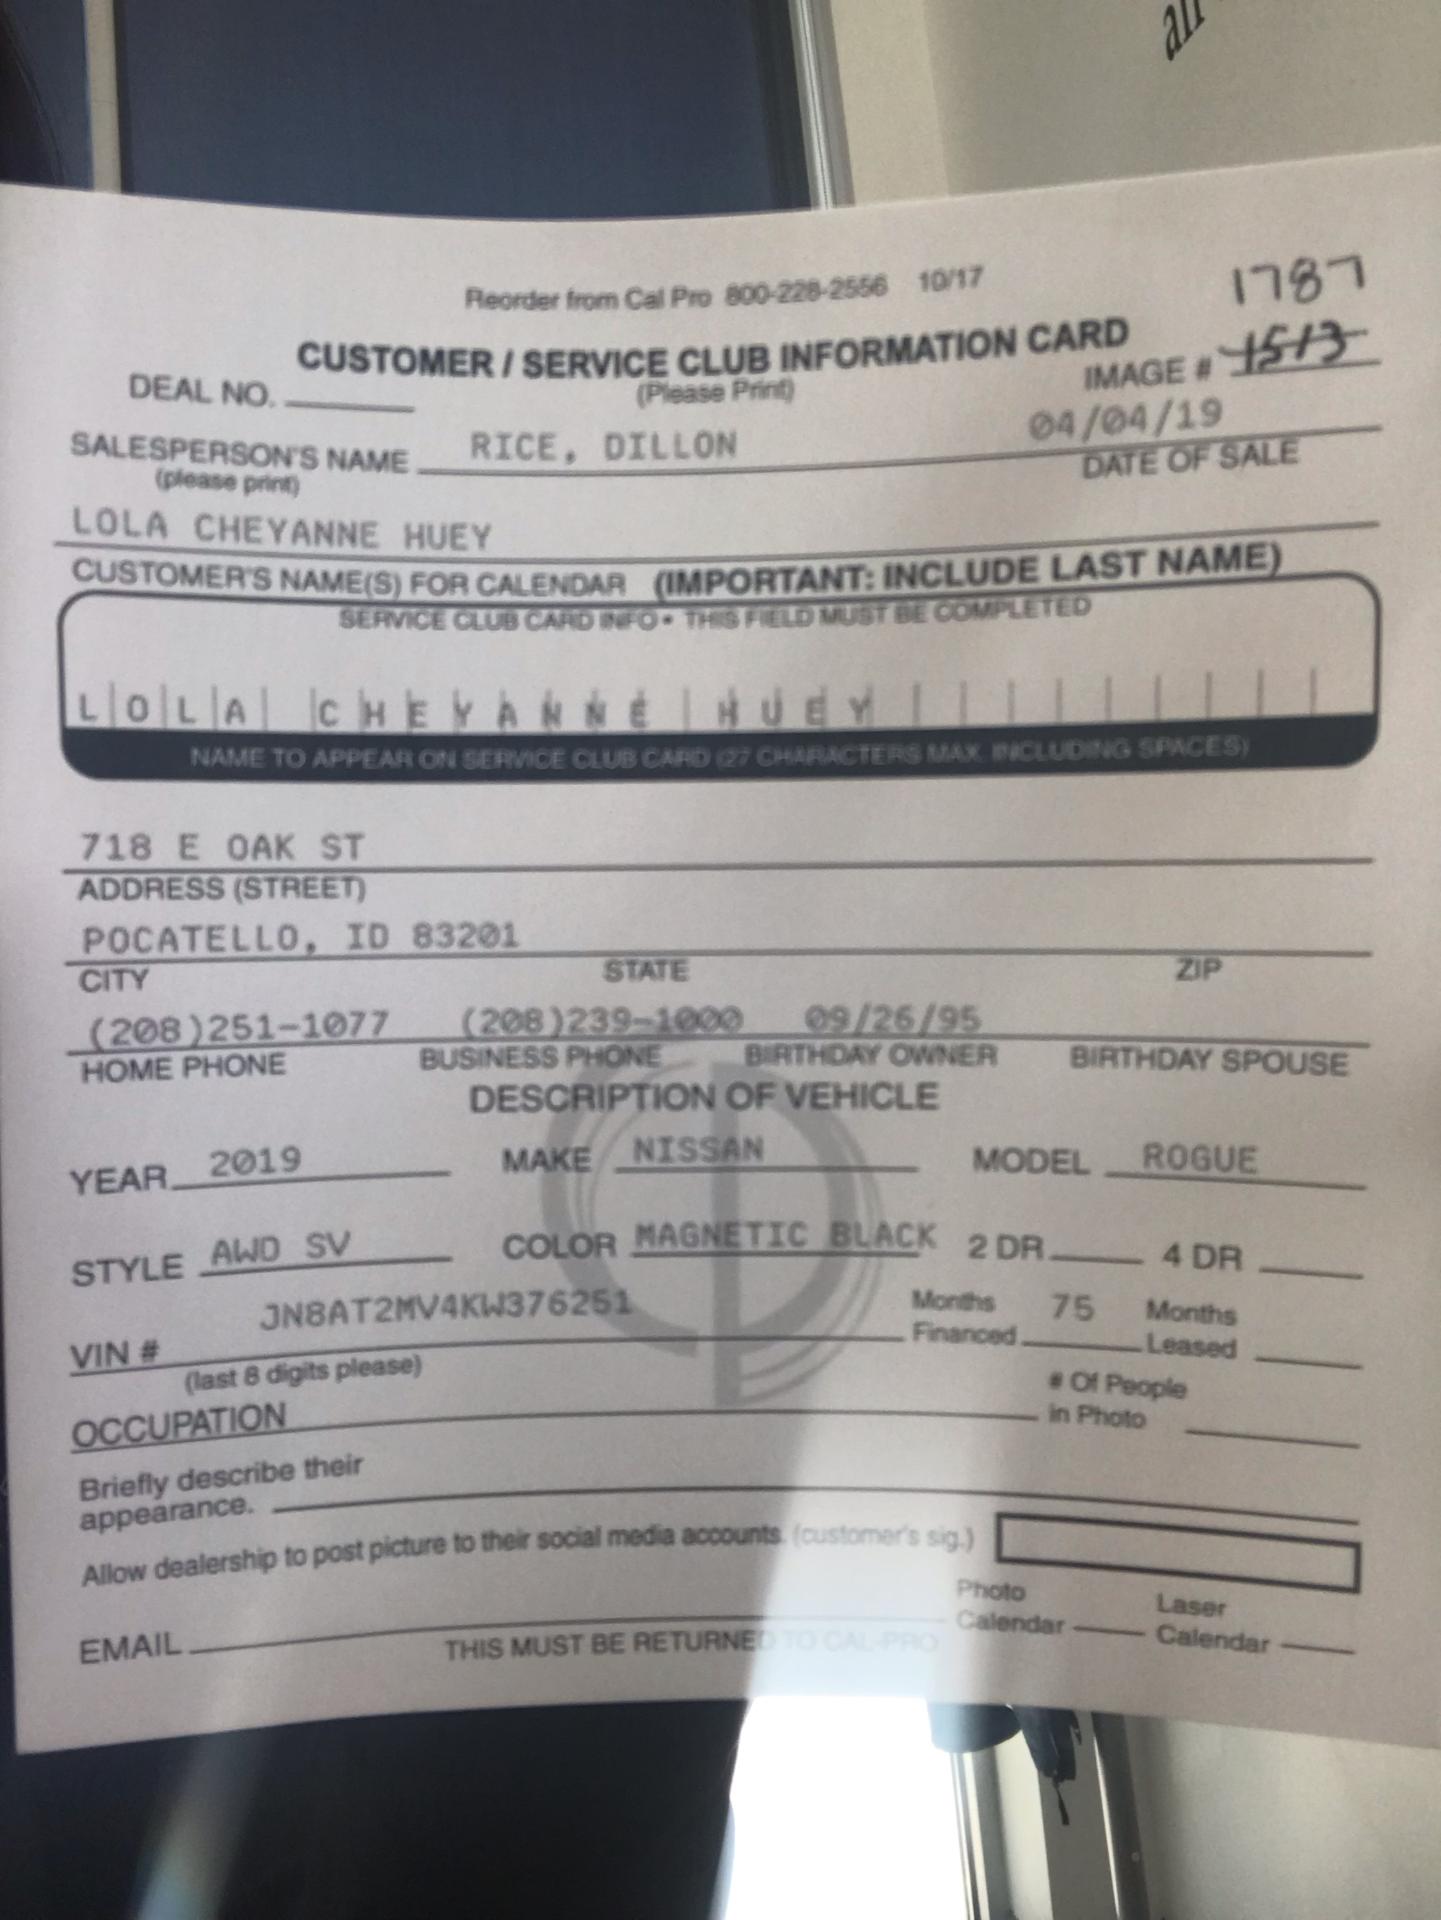 all
Reorder from Cal Pro 800-228-2556 10/17
1787
CUSTOMER / SERVICE CLUB INFORMATION CARD
(Please Print)
DEAL NO. IMAGE # 1513
SALESPERSON'S NAME RICE, DILLON 04/04/19
(please print) DATE OF SALE
LOLA CHEYANNE HUEY
CUSTOMER'S NAME(S) FOR CALENDAR (IMPORTANT: INCLUDE LAST NAME)
SERVICE CLUB CARD INFO • THIS FIELD MUST BE COMPLETED
LOLA CHEYANNE HUEY
NAME TO APPEAR ON SERVICE CLUB CARD (27 CHARACTERS MAX. INCLUDING SPACES)
718 E OAK ST
ADDRESS (STREET)
POCATELLO, ID 83201
CITY STATE ZIP
(208)251-1077 (208)239-1000 09/26/95
HOME PHONE BUSINESS PHONE BIRTHDAY OWNER BIRTHDAY SPOUSE
DESCRIPTION OF VEHICLE
YEAR 2019 MAKE NISSAN MODEL ROGUE
STYLE AWD SV COLOR MAGNETIC BLACK 2 DR 4 DR
VIN # JN8AT2MV4KW376251 Months Financed 75 Months Leased
(last 8 digits please)
OCCUPATION # Of People in Photo
Briefly describe their
appearance.
Allow dealership to post picture to their social media accounts. (customer's sig.)
EMAIL Photo Calendar Laser Calendar
THIS MUST BE RETURNED TO CAL-PRO